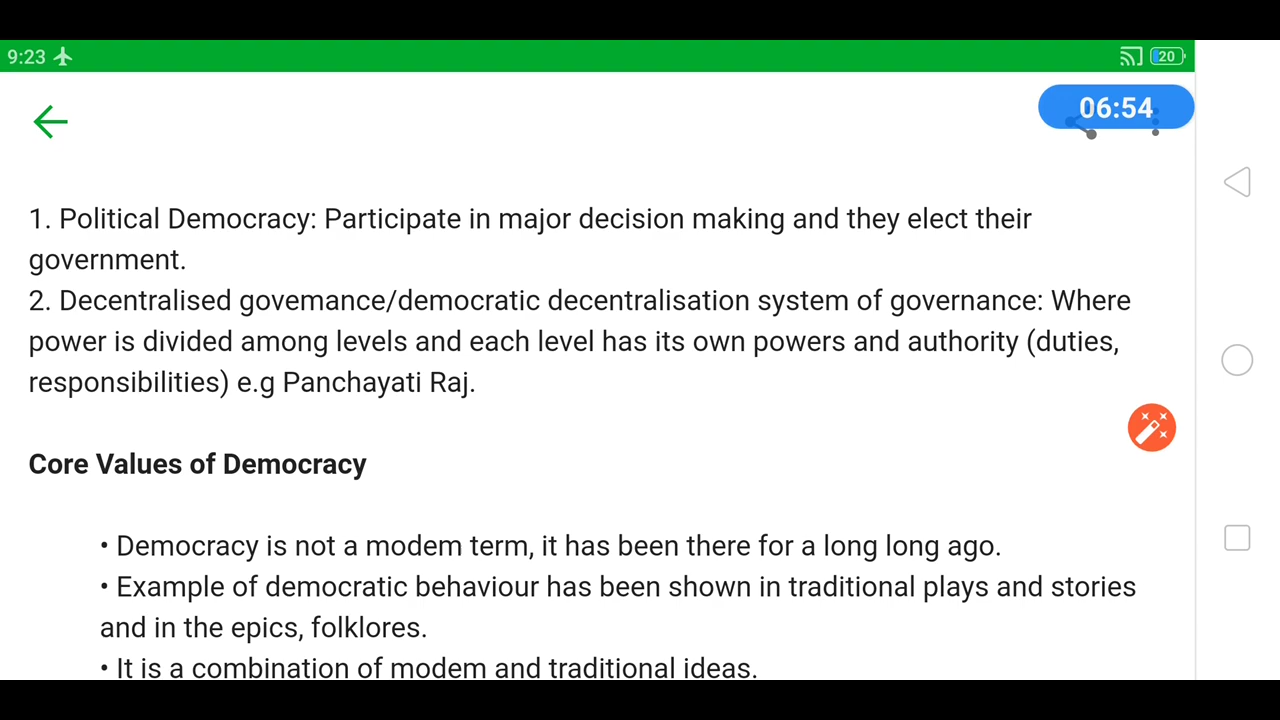 9:23
20
06:54
1. Political Democracy: Participate in major decision making and they elect their
government.
2. Decentralised govemance/democratic decentralisation system of governance: Where
power is divided among levels and each level has its own powers and authority (duties,
responsibilities) e.g Panchayati Raj.
Core Values of Democracy
• Democracy is not a modem term, it has been there for a long long ago.
• Example of democratic behaviour has been shown in traditional plays and stories
and in the epics, folklores.
• It is a combination of modem and traditional ideas.